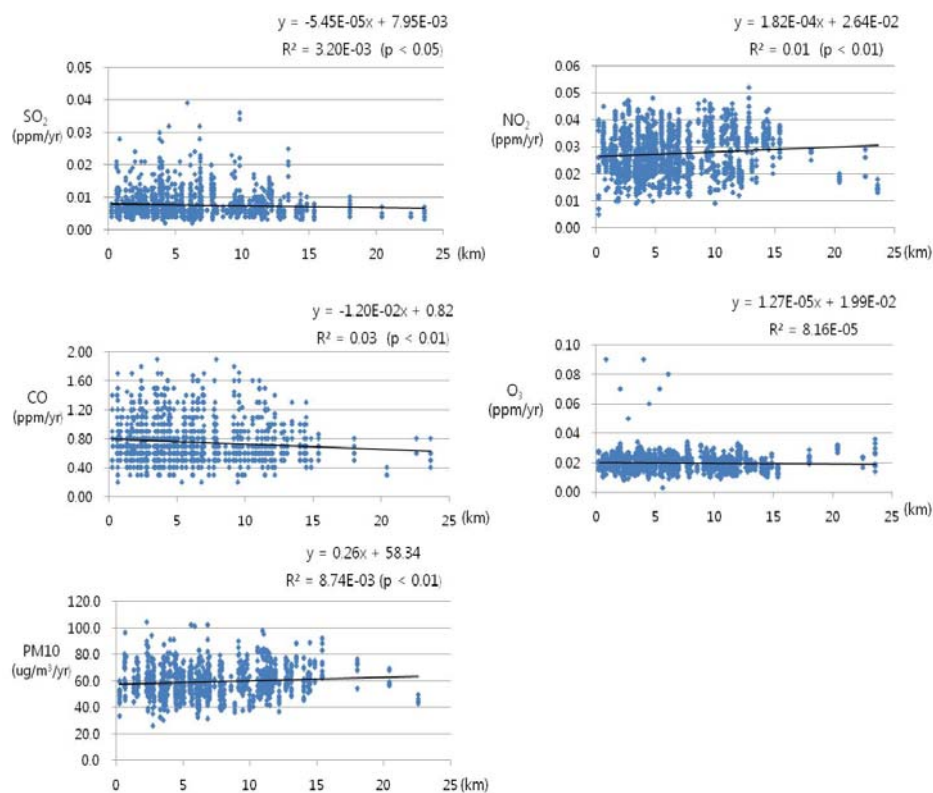 y = -5.45E-05x + 7.95E-03
R² = 3.20E-03 (p < 0.05)
SO₂
(ppm/yr)
0.05
0.04
0.03
0.02
0.01
0.00
0 5 10 15 20 25 (km)
y = 1.82E-04x + 2.64E-02
R² = 0.01 (p < 0.01)
NO₂
(ppm/yr)
0.06
0.05
0.04
0.03
0.02
0.01
0.00
0 5 10 15 20 25 (km)
y = -1.20E-02x + 0.82
R² = 0.03 (p < 0.01)
CO
(ppm/yr)
2.00
1.60
1.20
0.80
0.40
0.00
0 5 10 15 20 25 (km)
y = 1.27E-05x + 1.99E-02
R² = 8.16E-05
O₃
(ppm/yr)
0.10
0.08
0.06
0.04
0.02
0.00
0 5 10 15 20 25 (km)
y = 0.26x + 58.34
R² = 8.74E-03 (p < 0.01)
PM10
(ug/m³/yr)
120.0
100.0
80.0
60.0
40.0
20.0
0.0
0 5 10 15 20 25 (km)